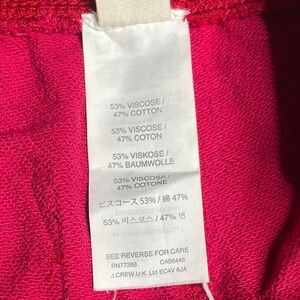 53% VISCOSE /
47% COTTON
53% VISCOSE /
47% COTON
53% VISKOSE /
47% BAUMWOLLE
53% VISCOSA /
47% COTONE
ビスコース 53% / 綿 47%
53% 비스코스 / 47% 면
SEE REVERSE FOR CARE
RN77388 CA56445
J.CREW U.K. Ltd EC4V 6JA